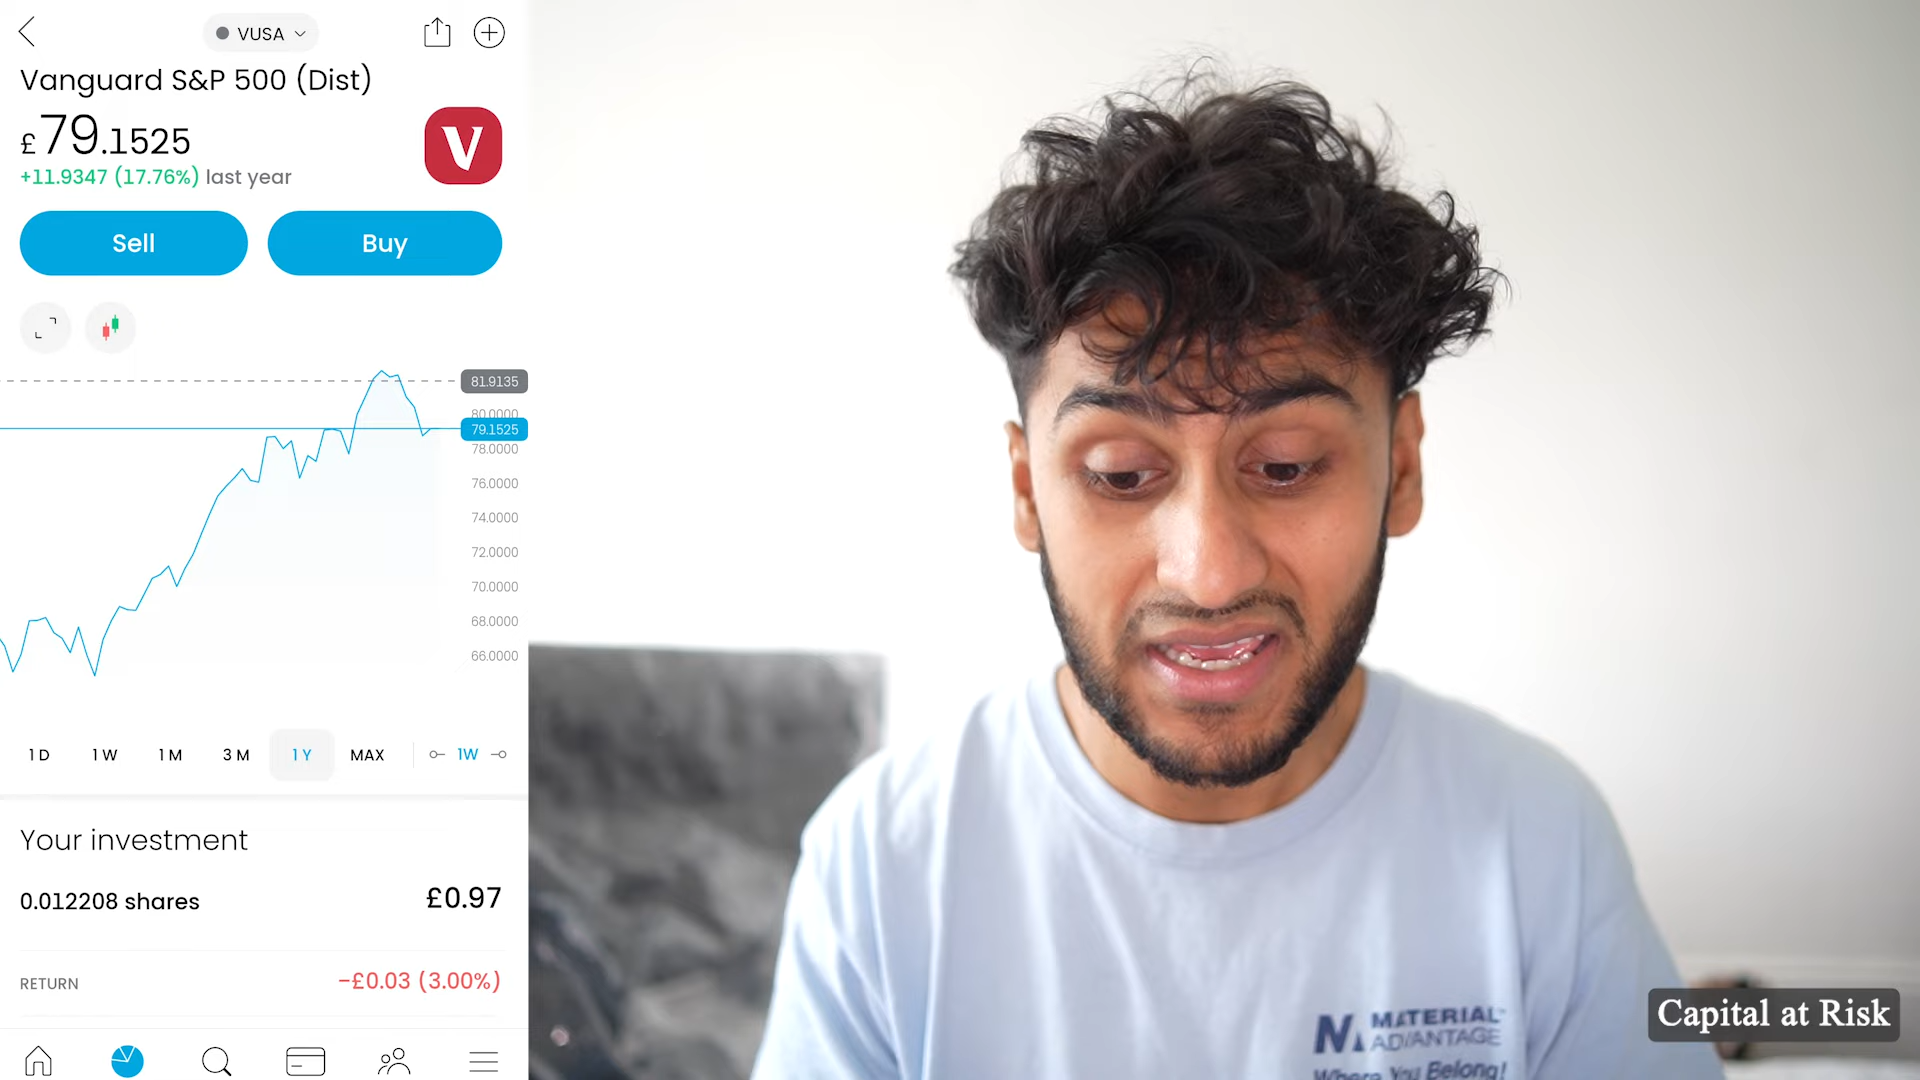 VUSA
Vanguard S&P 500 (Dist)
£79.1525
+11.9347 (17.76%) last year
V
Sell
Buy
81.9135
80.0000
79.1525
78.0000
76.0000
74.0000
72.0000
70.0000
68.0000
66.0000
1D 1W 1M 3M 1Y MAX 1W
Your investment
0.012208 shares £0.97
RETURN -£0.03 (3.00%)
MATERIAL
ADVANTAGE
Where You Belong!
Capital at Risk